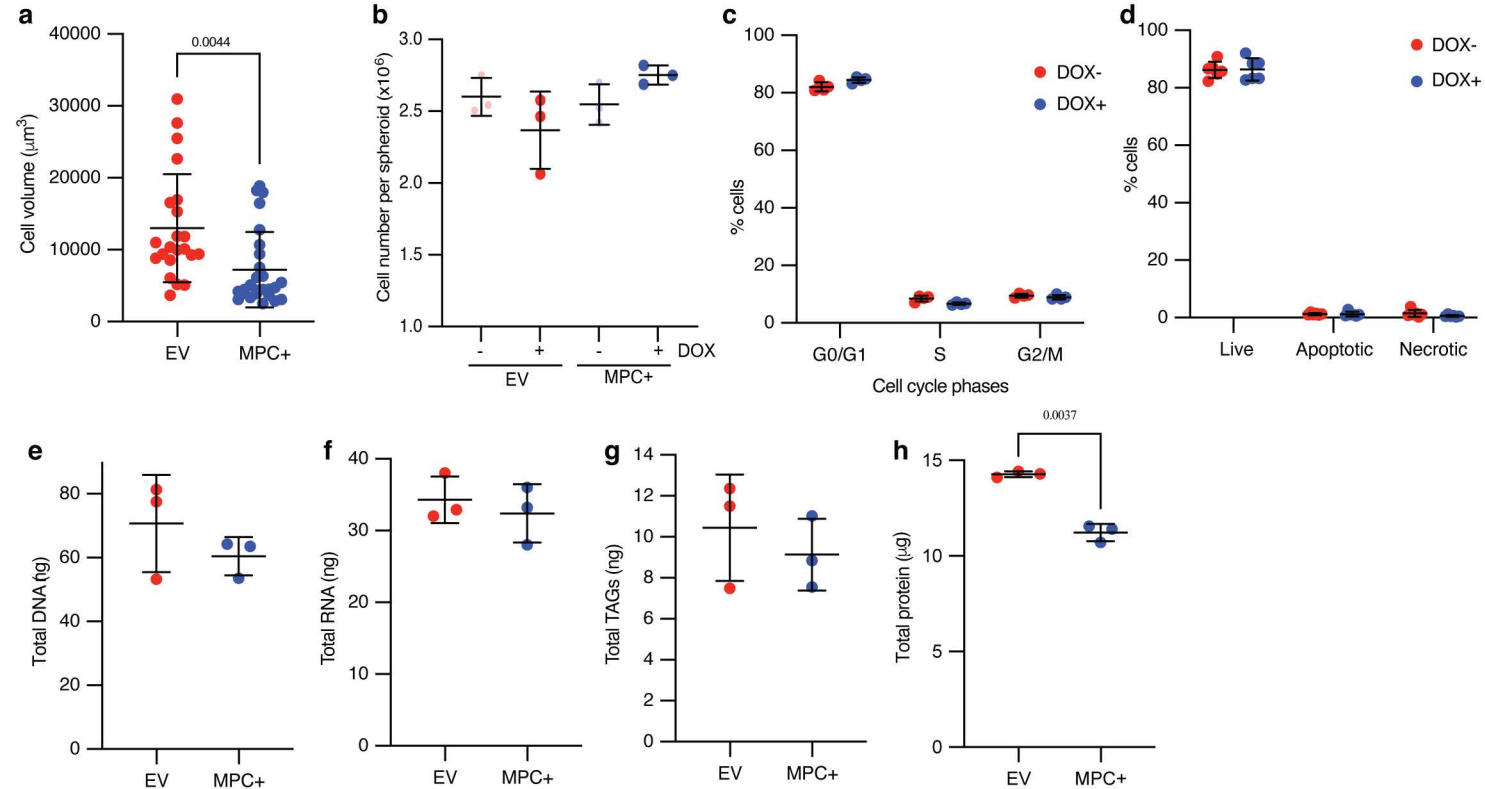 a
0.0044
Cell volume (μm³)
40000
30000
20000
10000
0
EV MPC+
b
Cell number per spheroid (x10⁶)
3.0
2.5
2.0
1.5
1.0
- + - + DOX
EV MPC+
c
% cells
100
80
60
40
20
0
DOX-
DOX+
G0/G1 S G2/M
Cell cycle phases
d
% cells
100
80
60
40
20
0
DOX-
DOX+
Live Apoptotic Necrotic
e
Total DNA (ng)
80
60
40
20
0
EV MPC+
f
Total RNA (ng)
40
30
20
10
0
EV MPC+
g
Total TAGs (ng)
14
12
10
8
6
4
2
0
EV MPC+
h
0.0037
Total protein (μg)
15
10
5
0
EV MPC+